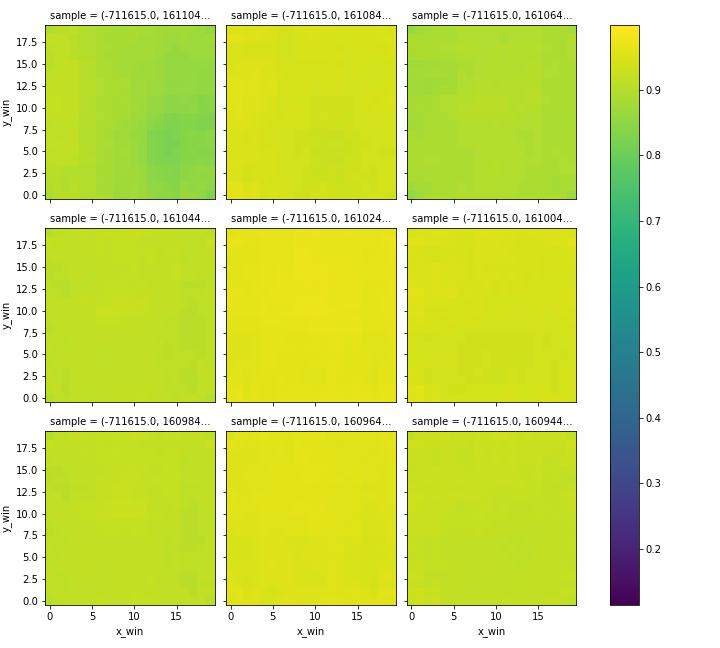 sample = (-711615.0, 161104...
sample = (-711615.0, 161084...
sample = (-711615.0, 161064...
17.5
15.0
12.5
10.0
7.5
5.0
2.5
0.0
y_win
sample = (-711615.0, 161044...
sample = (-711615.0, 161024...
sample = (-711615.0, 161004...
17.5
15.0
12.5
10.0
7.5
5.0
2.5
0.0
y_win
sample = (-711615.0, 160984...
sample = (-711615.0, 160964...
sample = (-711615.0, 160944...
17.5
15.0
12.5
10.0
7.5
5.0
2.5
0.0
y_win
0 5 10 15
x_win
0 5 10 15
x_win
0 5 10 15
x_win
0.9
0.8
0.7
0.6
0.5
0.4
0.3
0.2